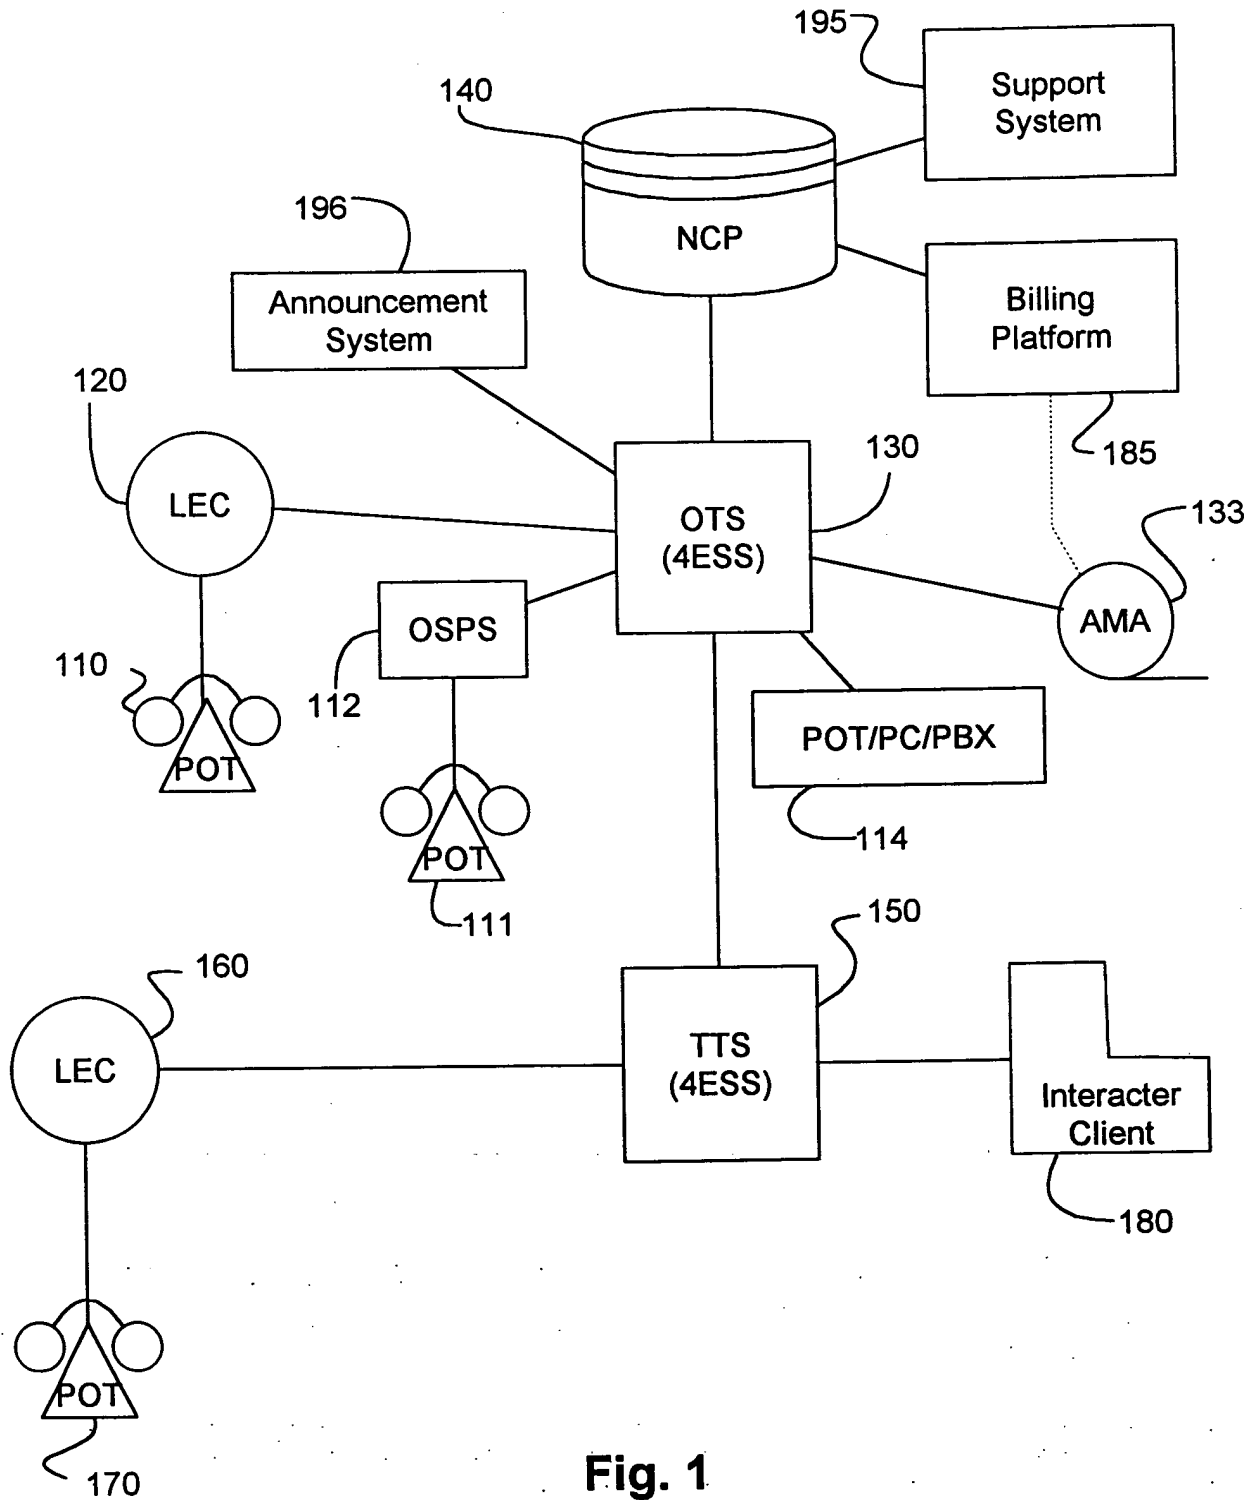 195
Support
System
140
NCP
196
Announcement
System
Billing
Platform
185
120
LEC
130
OTS
(4ESS)
133
AMA
OSPS
112
110
POT
POT/PC/PBX
114
POT
111
150
160
LEC
TTS
(4ESS)
Interacter
Client
180
POT
170
Fig. 1